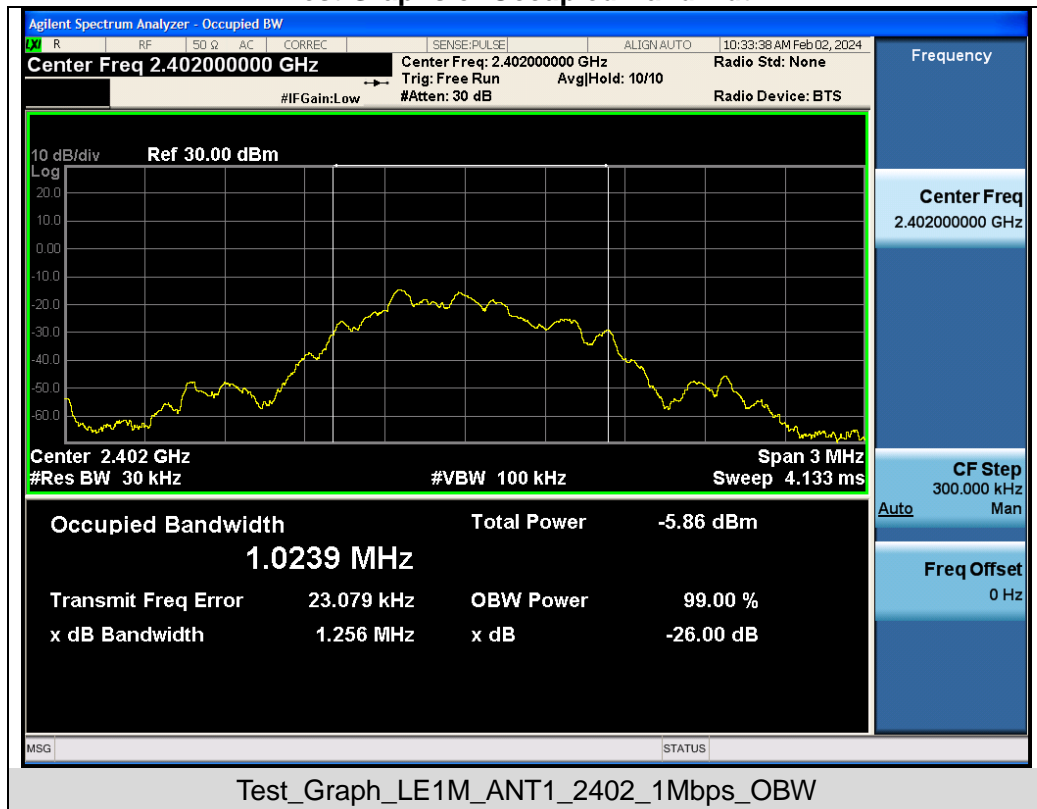 Agilent Spectrum Analyzer - Occupied BW
LXI R RF 50 Ω AC CORREC SENSE:PULSE ALIGN AUTO 10:33:38 AM Feb 02, 2024
Center Freq 2.402000000 GHz
Center Freq: 2.402000000 GHz
Radio Std: None
Trig: Free Run Avg|Hold: 10/10
#IFGain:Low
#Atten: 30 dB
Radio Device: BTS
10 dB/div Ref 30.00 dBm
Log
20.0
10.0
0.00
-10.0
-20.0
-30.0
-40.0
-50.0
-60.0
Center 2.402 GHz Span 3 MHz
#Res BW 30 kHz #VBW 100 kHz Sweep 4.133 ms
Occupied Bandwidth Total Power -5.86 dBm
1.0239 MHz
Transmit Freq Error 23.079 kHz OBW Power 99.00 %
x dB Bandwidth 1.256 MHz x dB -26.00 dB
Frequency
Center Freq
2.402000000 GHz
CF Step
300.000 kHz
Auto Man
Freq Offset
0 Hz
MSG STATUS
Test_Graph_LE1M_ANT1_2402_1Mbps_OBW